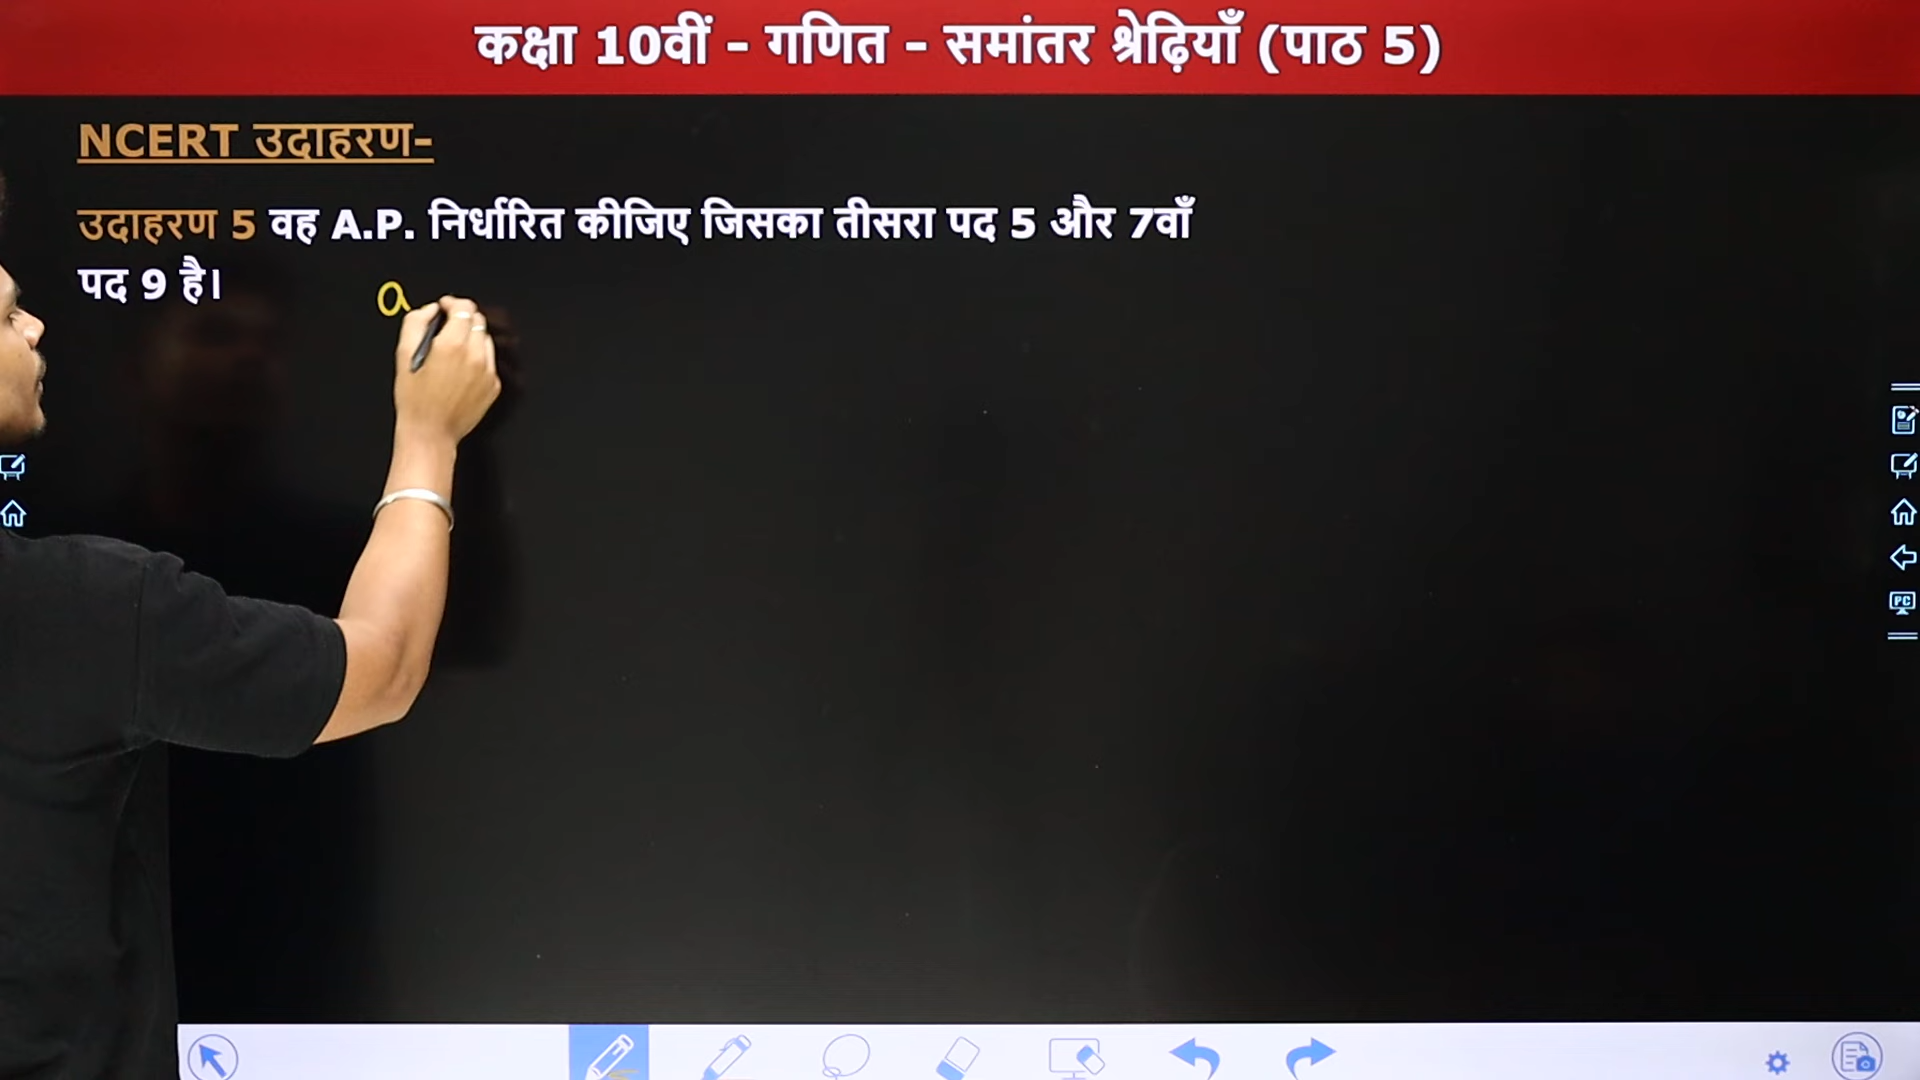 कक्षा 10वीं - गणित - समांतर श्रेढ़ियाँ (पाठ 5)
NCERT उदाहरण-
उदाहरण 5 वह A.P. निर्धारित कीजिए जिसका तीसरा पद 5 और 7वाँ
पद 9 है।
a
PC